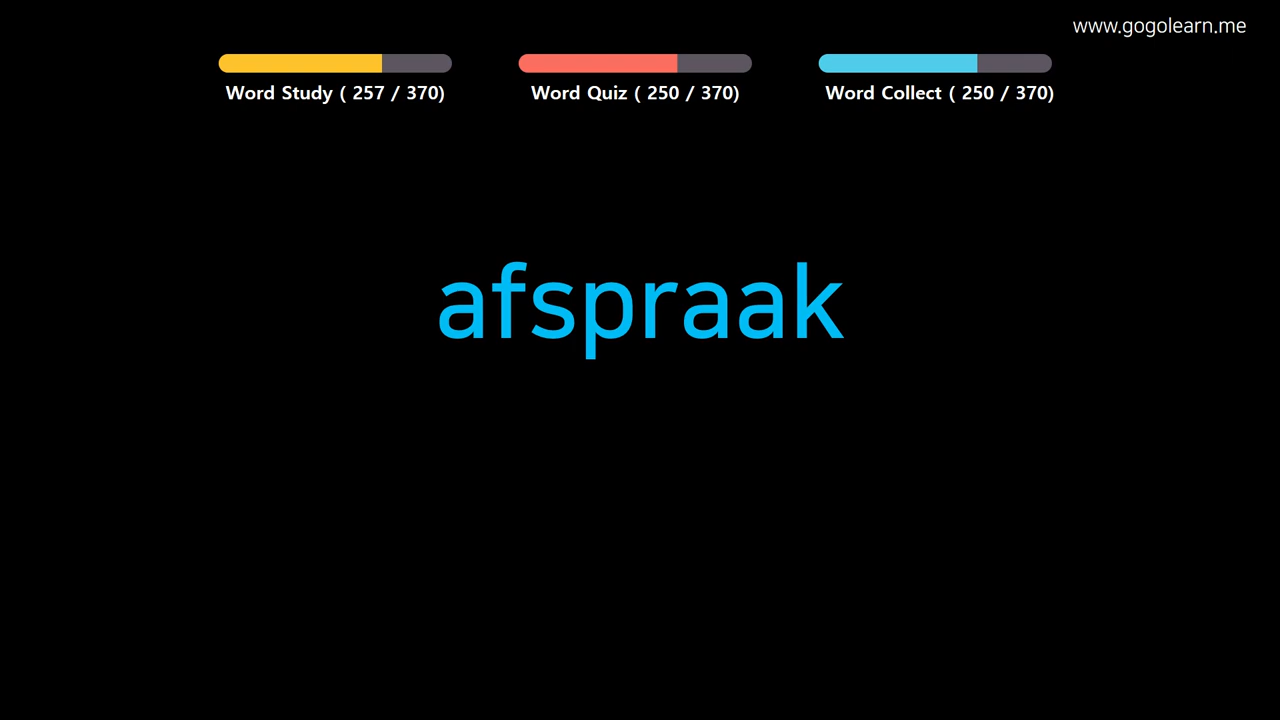 www.gogolearn.me
Word Study ( 257 / 370)
Word Quiz ( 250 / 370)
Word Collect ( 250 / 370)
afspraak